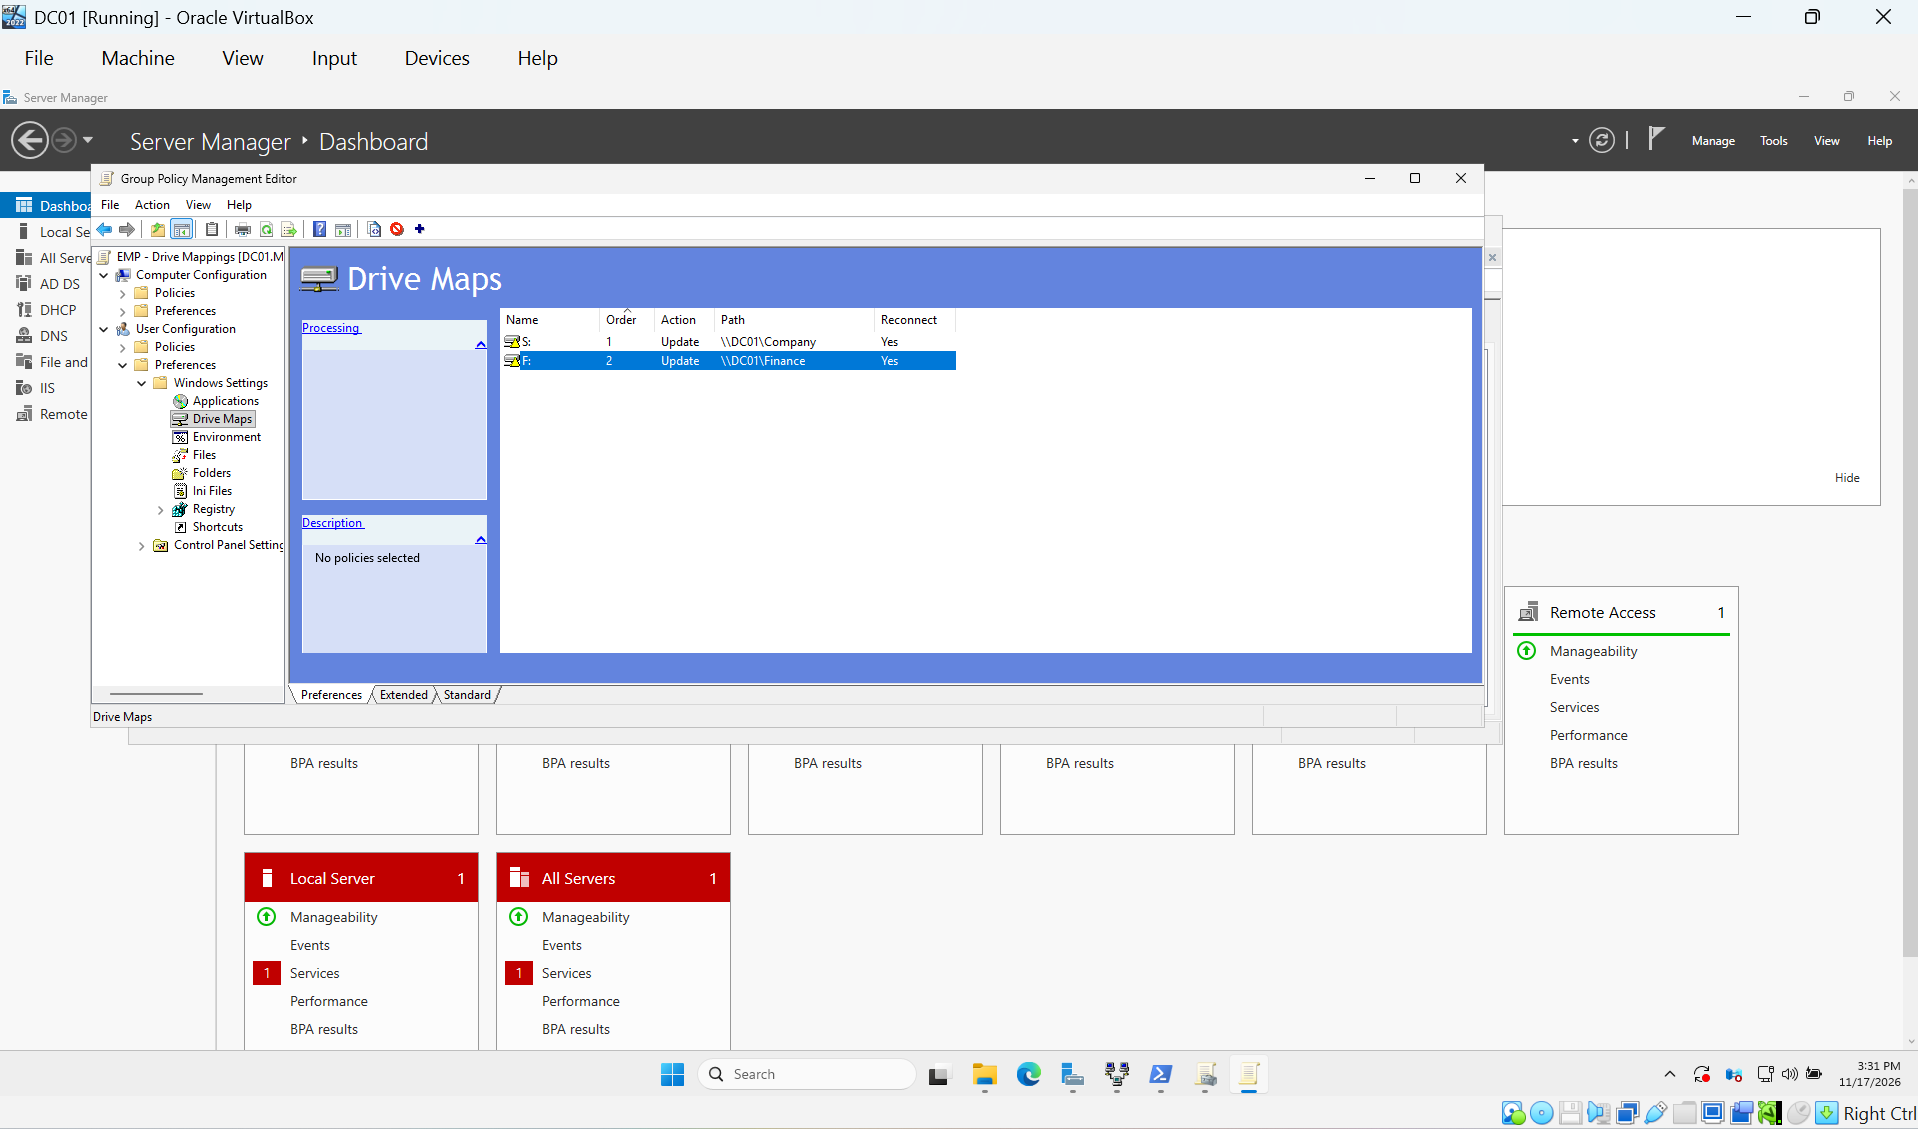 DC01 [Running] - Oracle VirtualBox
File Machine View Input Devices Help
Server Manager
Server Manager Dashboard
Manage Tools View Help
Group Policy Management Editor
File Action View Help
Dashboa
Local Se
All Serve
AD DS
DHCP
DNS
File and
IIS
Remote
EMP - Drive Mappings [DC01.M
Computer Configuration
Policies
Preferences
User Configuration
Policies
Preferences
Windows Settings
Applications
Drive Maps
Environment
Files
Folders
Ini Files
Registry
Shortcuts
Control Panel Setting
Drive Maps
Processing
Description
No policies selected
Name Order Action Path Reconnect
S: 1 Update \\DC01\Company Yes
F: 2 Update \\DC01\Finance Yes
Preferences Extended Standard
Drive Maps
Hide
Remote Access 1
Manageability
Events
Services
Performance
BPA results
BPA results BPA results BPA results BPA results BPA results
Local Server 1
Manageability
Events
1 Services
Performance
BPA results
All Servers 1
Manageability
Events
1 Services
Performance
BPA results
Search
3:31 PM
11/17/2026
Right Ctrl